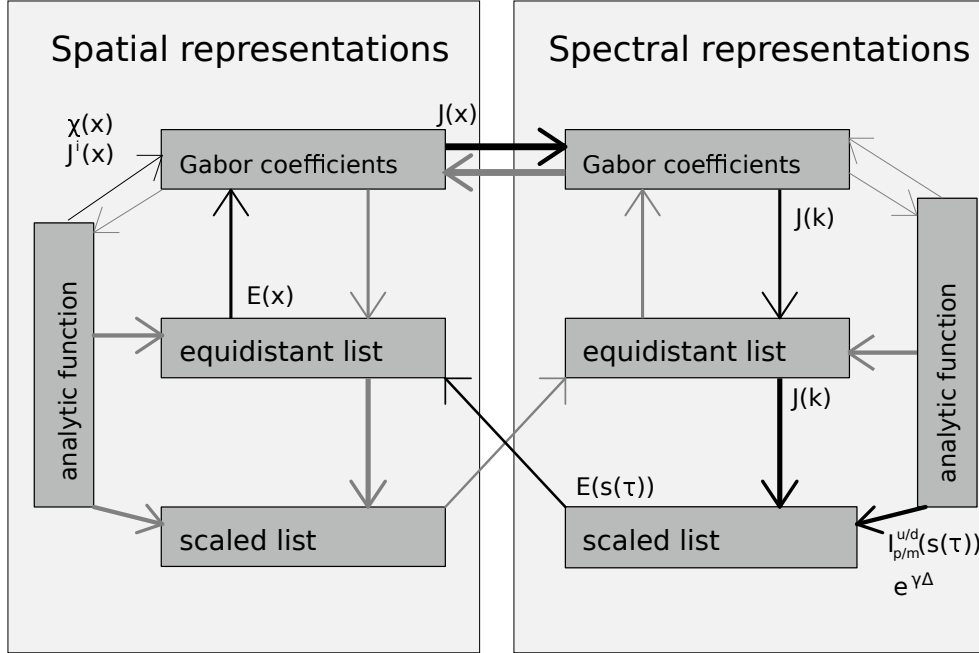 Spatial representations
Spectral representations
χ(x)
J^i(x)
J(x)
Gabor coefficients
Gabor coefficients
J(k)
E(x)
analytic function
equidistant list
equidistant list
analytic function
J(k)
E(s(τ))
scaled list
scaled list
I_{p/m}^{u/d}(s(τ))
e^{γΔ}